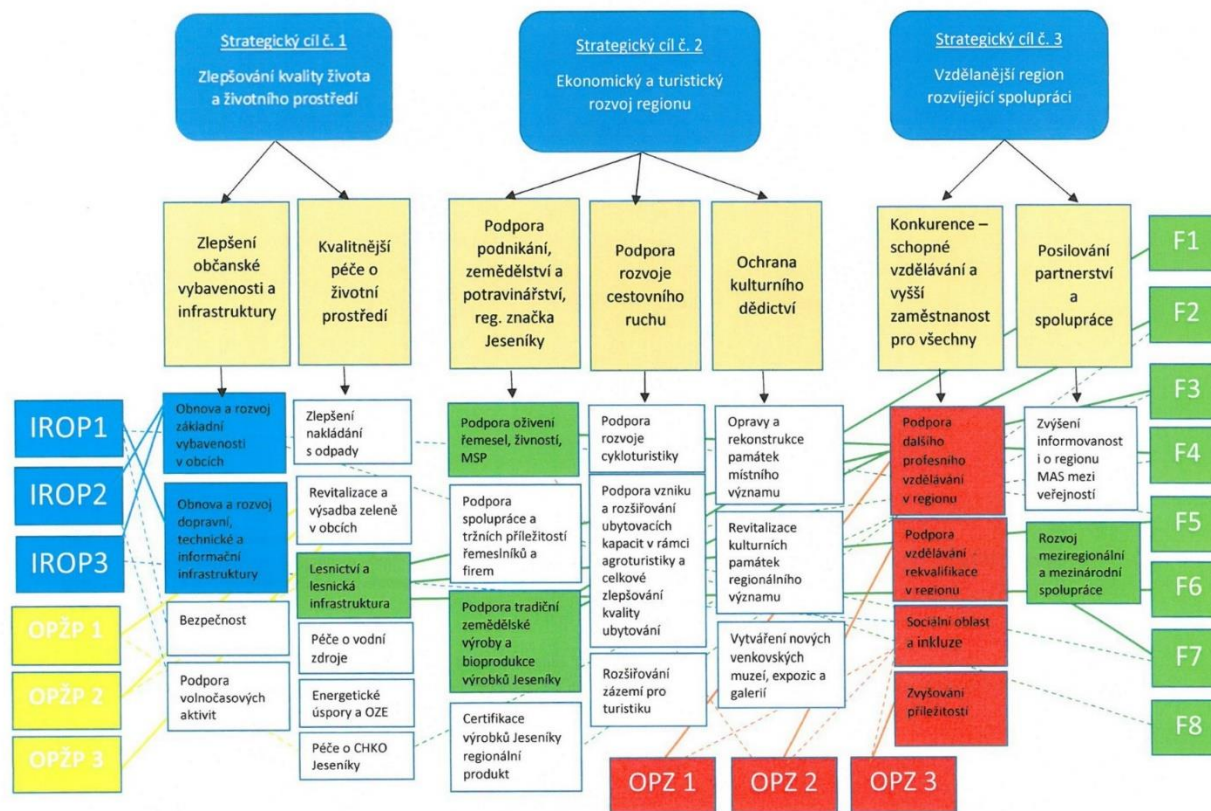 Strategický cíl č. 1
Zlepšování kvality života
a životního prostředí
Strategický cíl č. 2
Ekonomický a turistický
rozvoj regionu
Strategický cíl č. 3
Vzdělanější region
rozvíjející spolupráci
Zlepšení
občanské
vybavenosti a
infrastruktury
Kvalitnější
péče o
životní
prostředí
Podpora
podnikání,
zemědělství a
potravinářství,
reg. značka
Jeseníky
Podpora
rozvoje
cestovního
ruchu
Ochrana
kulturního
dědictví
Konkurence –
schopné
vzdělávání a
vyšší
zaměstnanost
pro všechny
Posilování
partnerství
a
spolupráce
IROP1
IROP2
IROP3
OPŽP 1
OPŽP 2
OPŽP 3
Obnova a rozvoj
základní
vybavenosti
v obcích
Obnova a rozvoj
dopravní,
technické a
informační
infrastruktury
Bezpečnost
Podpora
volnočasových
aktivit
Zlepšení
nakládání
s odpady
Revitalizace a
výsadba zeleně
v obcích
Lesnictví a
lesnická
infrastruktura
Péče o vodní
zdroje
Energetické
úspory a OZE
Péče o CHKO
Jeseníky
Podpora oživení
řemesel, živností,
MSP
Podpora
spolupráce a
tržních příležitostí
řemeslníků a
firem
Podpora tradiční
zemědělské
výroby a
bioprodukce
výrobků Jeseníky
Certifikace
výrobků Jeseníky
regionální
produkt
Podpora
rozvoje
cykloturistiky
Podpora vzniku
a rozšiřování
ubytovacích
kapacit v rámci
agroturistiky a
celkové
zlepšování
kvality
ubytování
Rozšiřování
zázemí pro
turistiku
Opravy a
rekonstrukce
památek
místního
významu
Revitalizace
kulturních
památek
regionálního
významu
Vytváření nových
venkovských
muzeí, expozic a
galerií
Podpora
dalšího
profesního
vzdělávání
v regionu
Podpora
vzdělávání
rekvalifikace
v regionu
Sociální oblast
a inkluze
Zvyšování
příležitostí
Zvýšení
informovanost
i o regionu
MAS mezi
veřejností
Rozvoj
meziregionální
a mezinárodní
spolupráce
F1
F2
F3
F4
F5
F6
F7
F8
OPZ 1
OPZ 2
OPZ 3